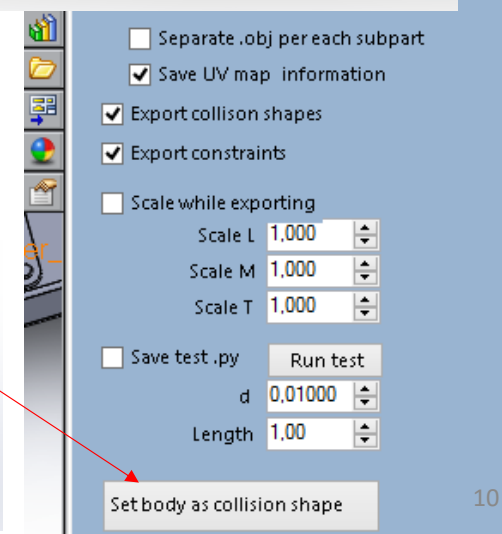 Separate .obj per each subpart
Save UV map information
Export collison shapes
Export constraints
Scale while exporting
Scale L 1,000
Scale M 1,000
Scale T 1,000
Save test .py Run test
d 0,01000
Length 1,00
Set body as collision shape
10
er_